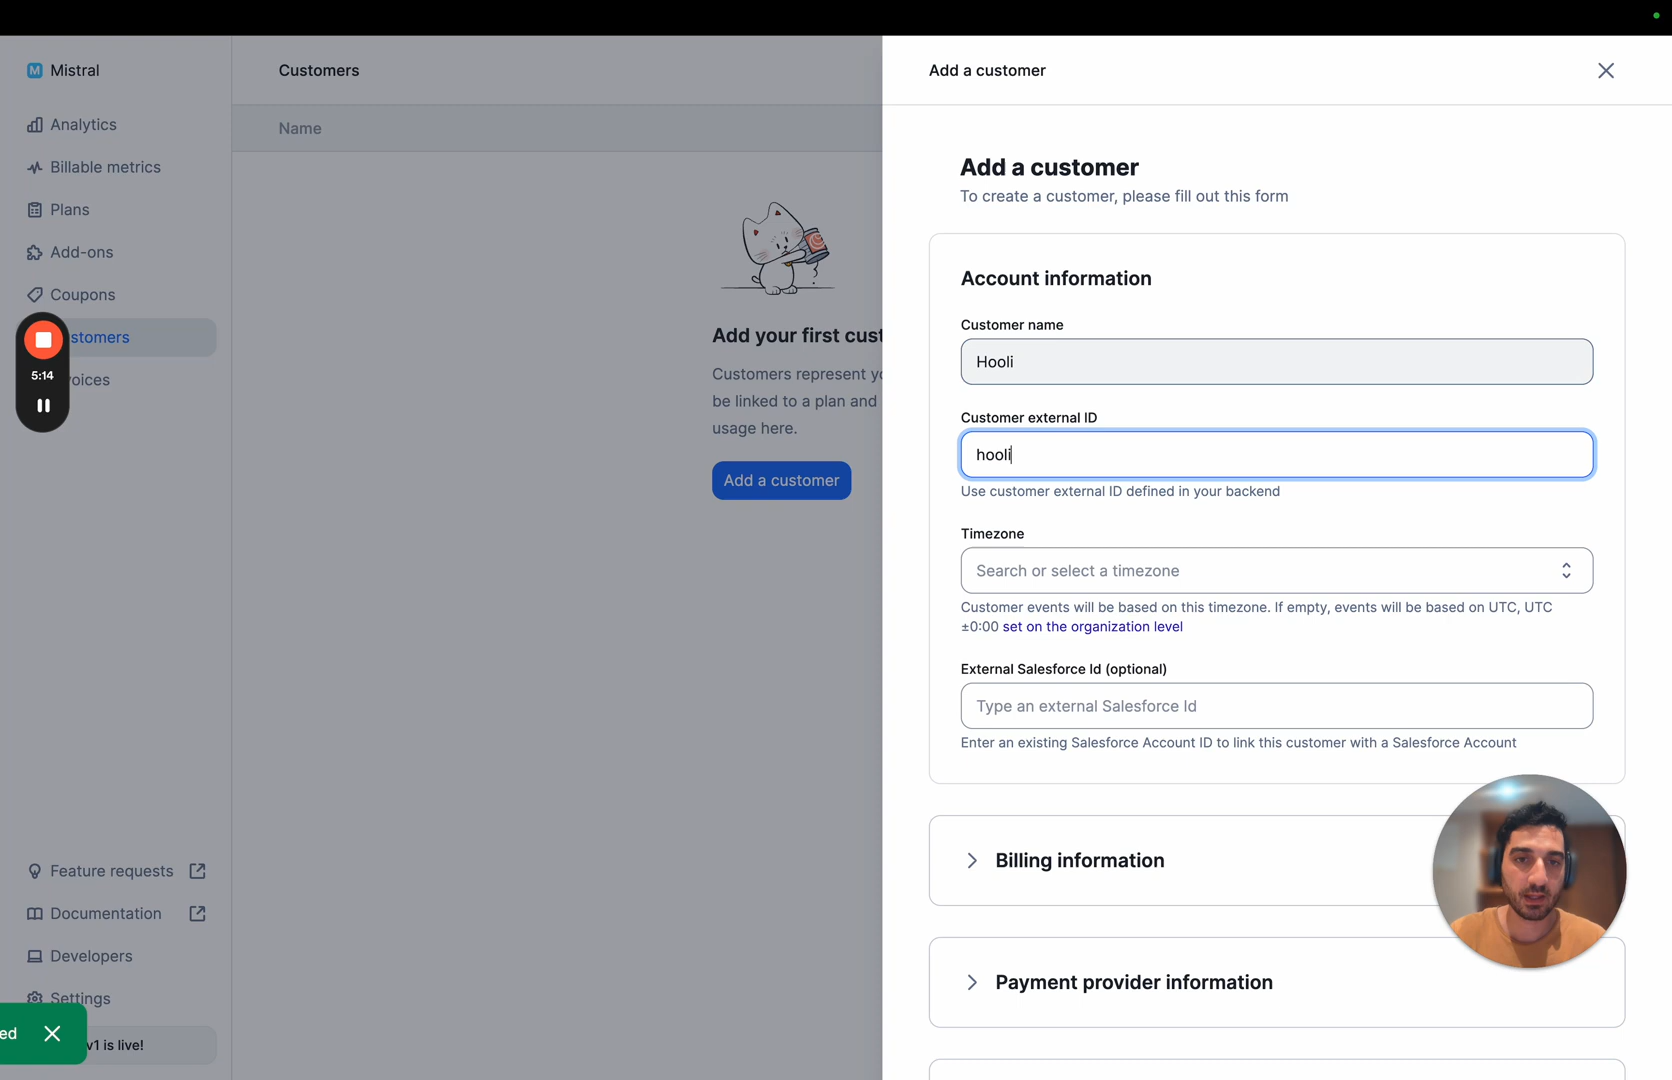 M Mistral
Analytics
Billable metrics
Plans
Add-ons
Coupons
stomers
5:14
oices
Feature requests
Documentation
Developers
Settings
ed
v1 is live!
Customers
Name
Add your first cust
Customers represent yo
be linked to a plan and
usage here.
Add a customer
Add a customer
Add a customer
To create a customer, please fill out this form
Account information
Customer name
Hooli
Customer external ID
hooli
Use customer external ID defined in your backend
Timezone
Search or select a timezone
Customer events will be based on this timezone. If empty, events will be based on UTC, UTC
±0:00 set on the organization level
External Salesforce Id (optional)
Type an external Salesforce Id
Enter an existing Salesforce Account ID to link this customer with a Salesforce Account
Billing information
Payment provider information